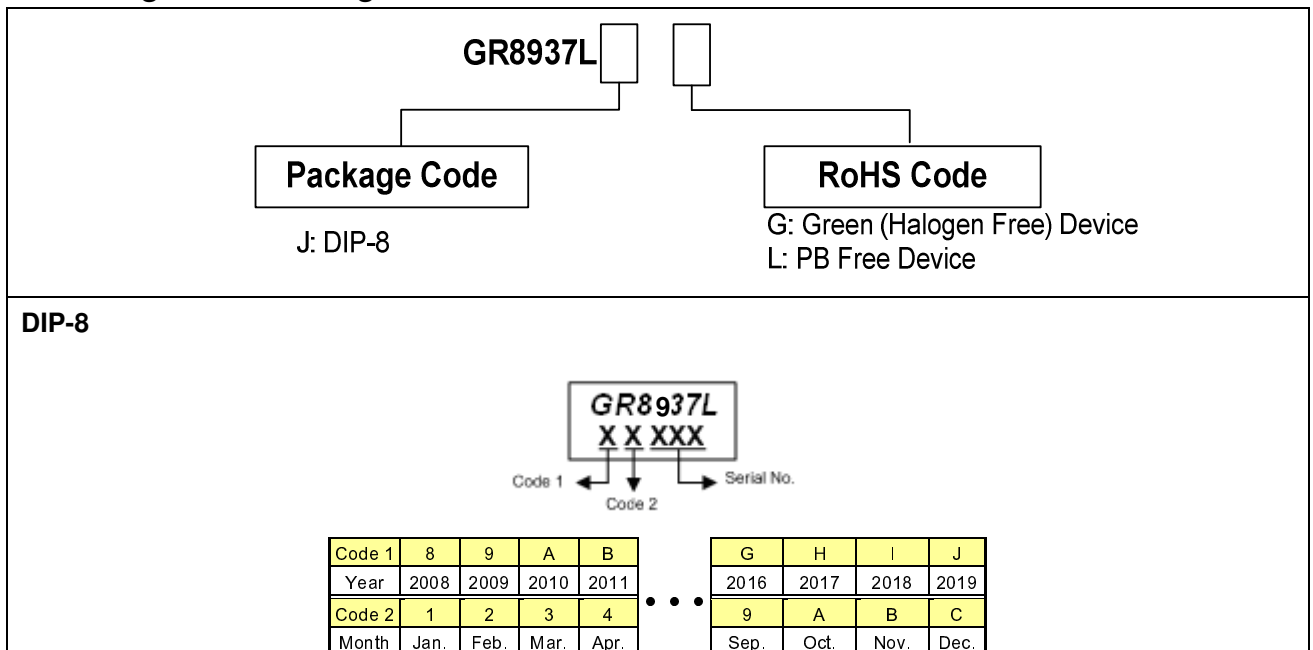 GR8937L
Package Code
RoHS Code
J: DIP-8
G: Green (Halogen Free) Device
L: PB Free Device
DIP-8
GR8937L
X X XXX
Code 1
Serial No.
Code 2
Code 1 8 9 A B G H I J
Year 2008 2009 2010 2011 • • • 2016 2017 2018 2019
Code 2 1 2 3 4 9 A B C
Month Jan. Feb. Mar. Apr. Sep. Oct. Nov. Dec.